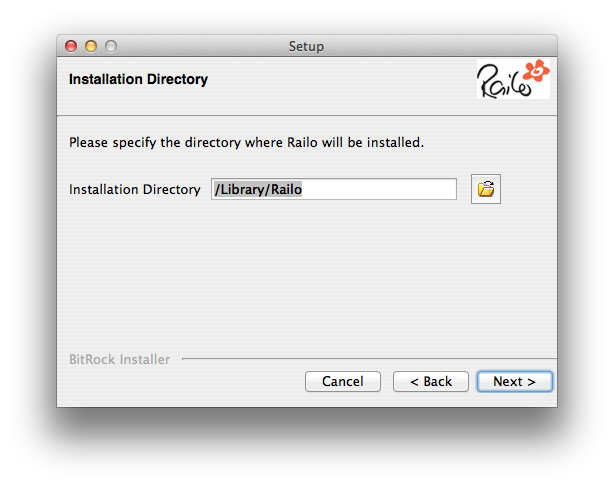 Setup
Installation Directory
Railo
Please specify the directory where Railo will be installed.
Installation Directory /Library/Railo
BitRock Installer
Cancel < Back Next >